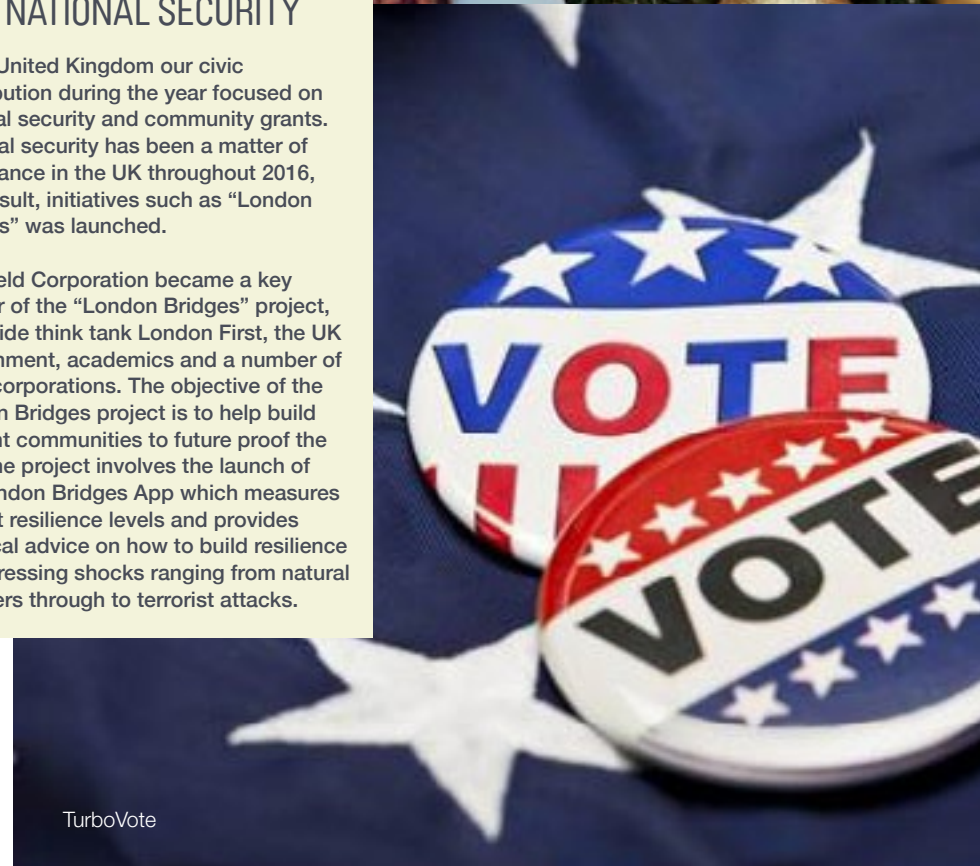 NATIONAL SECURITY
United Kingdom our civic
bution during the year focused on
al security and community grants.
al security has been a matter of
ance in the UK throughout 2016,
sult, initiatives such as “London
s” was launched.
eld Corporation became a key
r of the “London Bridges” project,
ide think tank London First, the UK
nment, academics and a number of
corporations. The objective of the
n Bridges project is to help build
nt communities to future proof the
ne project involves the launch of
ndon Bridges App which measures
t resilience levels and provides
cal advice on how to build resilience
ressing shocks ranging from natural
ers through to terrorist attacks.
VOTE
VOTE
TurboVote